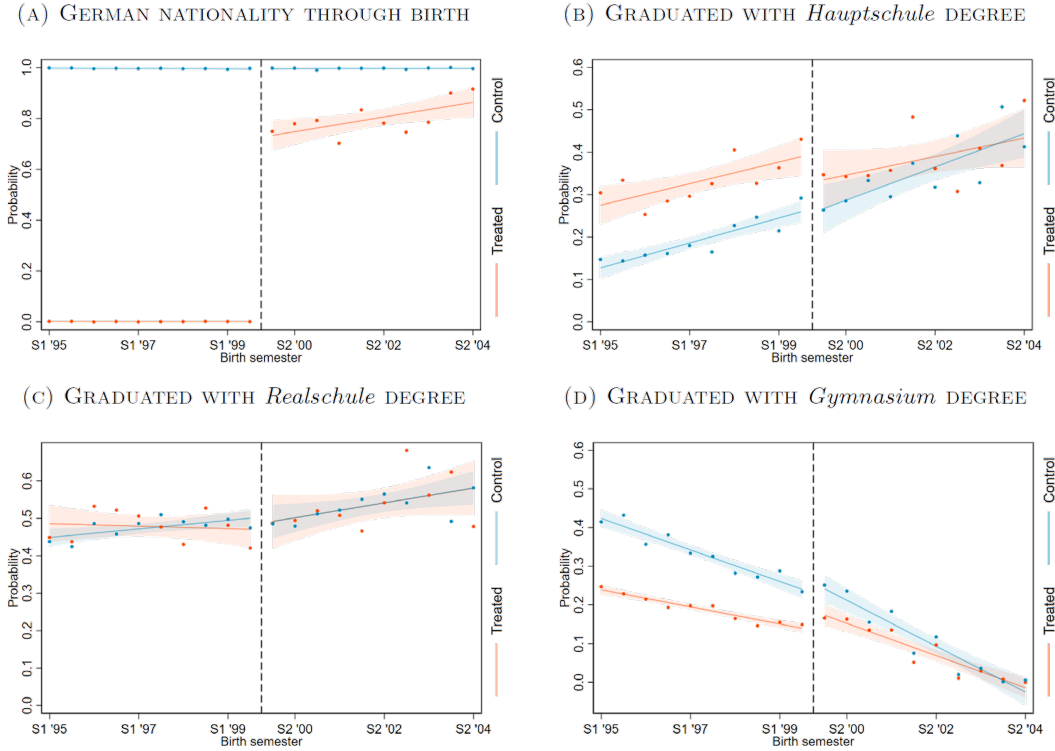 (A) GERMAN NATIONALITY THROUGH BIRTH
Probability
1.0
0.8
0.6
0.4
0.2
0.0
S1 '95
S1 '97
S1 '99
S2 '00
S2 '02
S2 '04
Birth semester
Treated
Control
(B) GRADUATED WITH Hauptschule DEGREE
Probability
0.6
0.5
0.4
0.3
0.2
0.1
0.0
S1 '95
S1 '97
S1 '99
S2 '00
S2 '02
S2 '04
Birth semester
Treated
Control
(C) GRADUATED WITH Realschule DEGREE
Probability
0.6
0.5
0.4
0.3
0.2
0.1
0.0
S1 '95
S1 '97
S1 '99
S2 '00
S2 '02
S2 '04
Birth semester
Treated
Control
(D) GRADUATED WITH Gymnasium DEGREE
Probability
0.6
0.5
0.4
0.3
0.2
0.1
0.0
S1 '95
S1 '97
S1 '99
S2 '00
S2 '02
S2 '04
Birth semester
Treated
Control